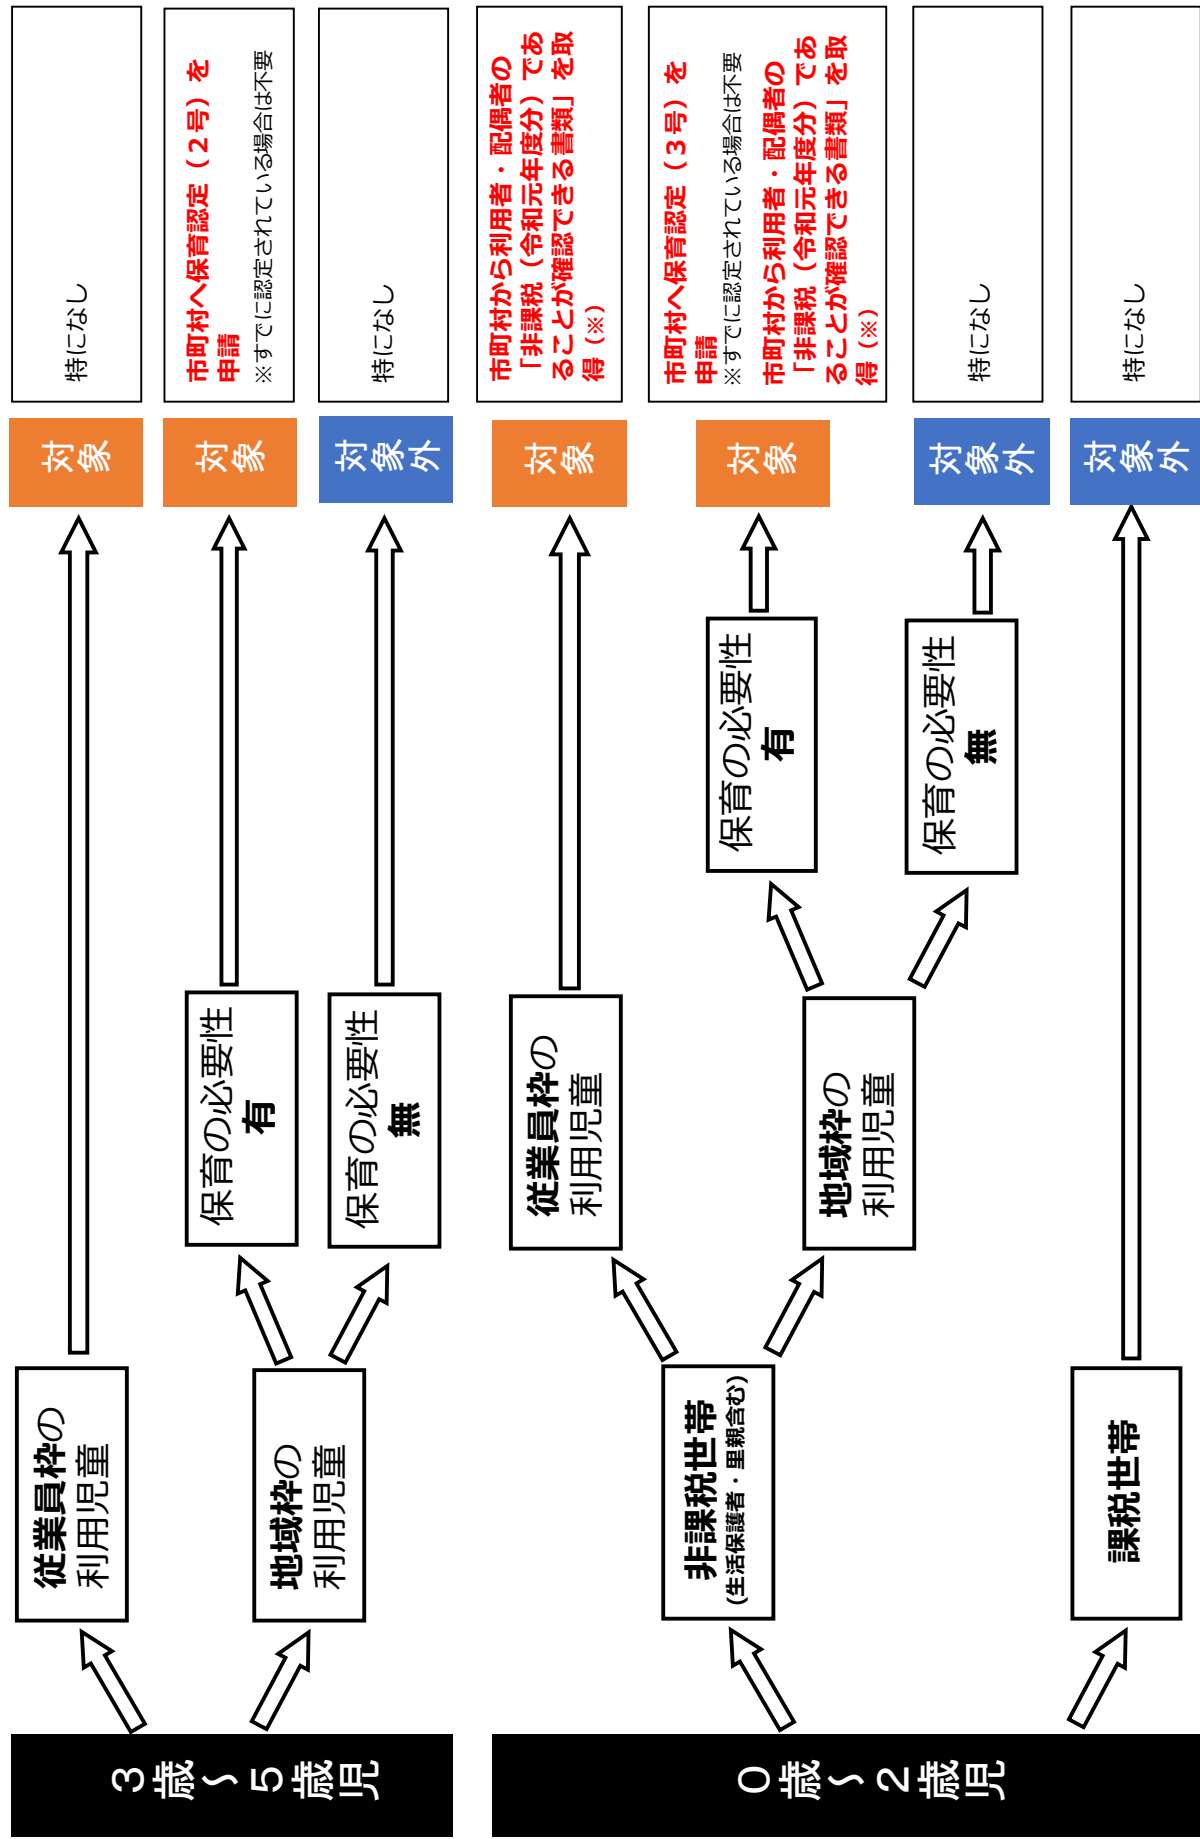 3歳～5歳児
従業員枠の
利用児童
対象
特になし
地域枠の
利用児童
保育の必要性
有
対象
市町村へ保育認定（２号）を
申請
※すでに認定されている場合は不要
保育の必要性
無
対象外
特になし
0歳～2歳児
非課税世帯
(生活保護者・里親含む)
従業員枠の
利用児童
対象
市町村から利用者・配偶者の
「非課税（令和元年度分）であ
ることが確認できる書類」を取
得（※）
地域枠の
利用児童
保育の必要性
有
対象
市町村へ保育認定（３号）を
申請
※すでに認定されている場合は不要
市町村から利用者・配偶者の
「非課税（令和元年度分）であ
ることが確認できる書類」を取
得（※）
保育の必要性
無
対象外
特になし
課税世帯
対象外
特になし